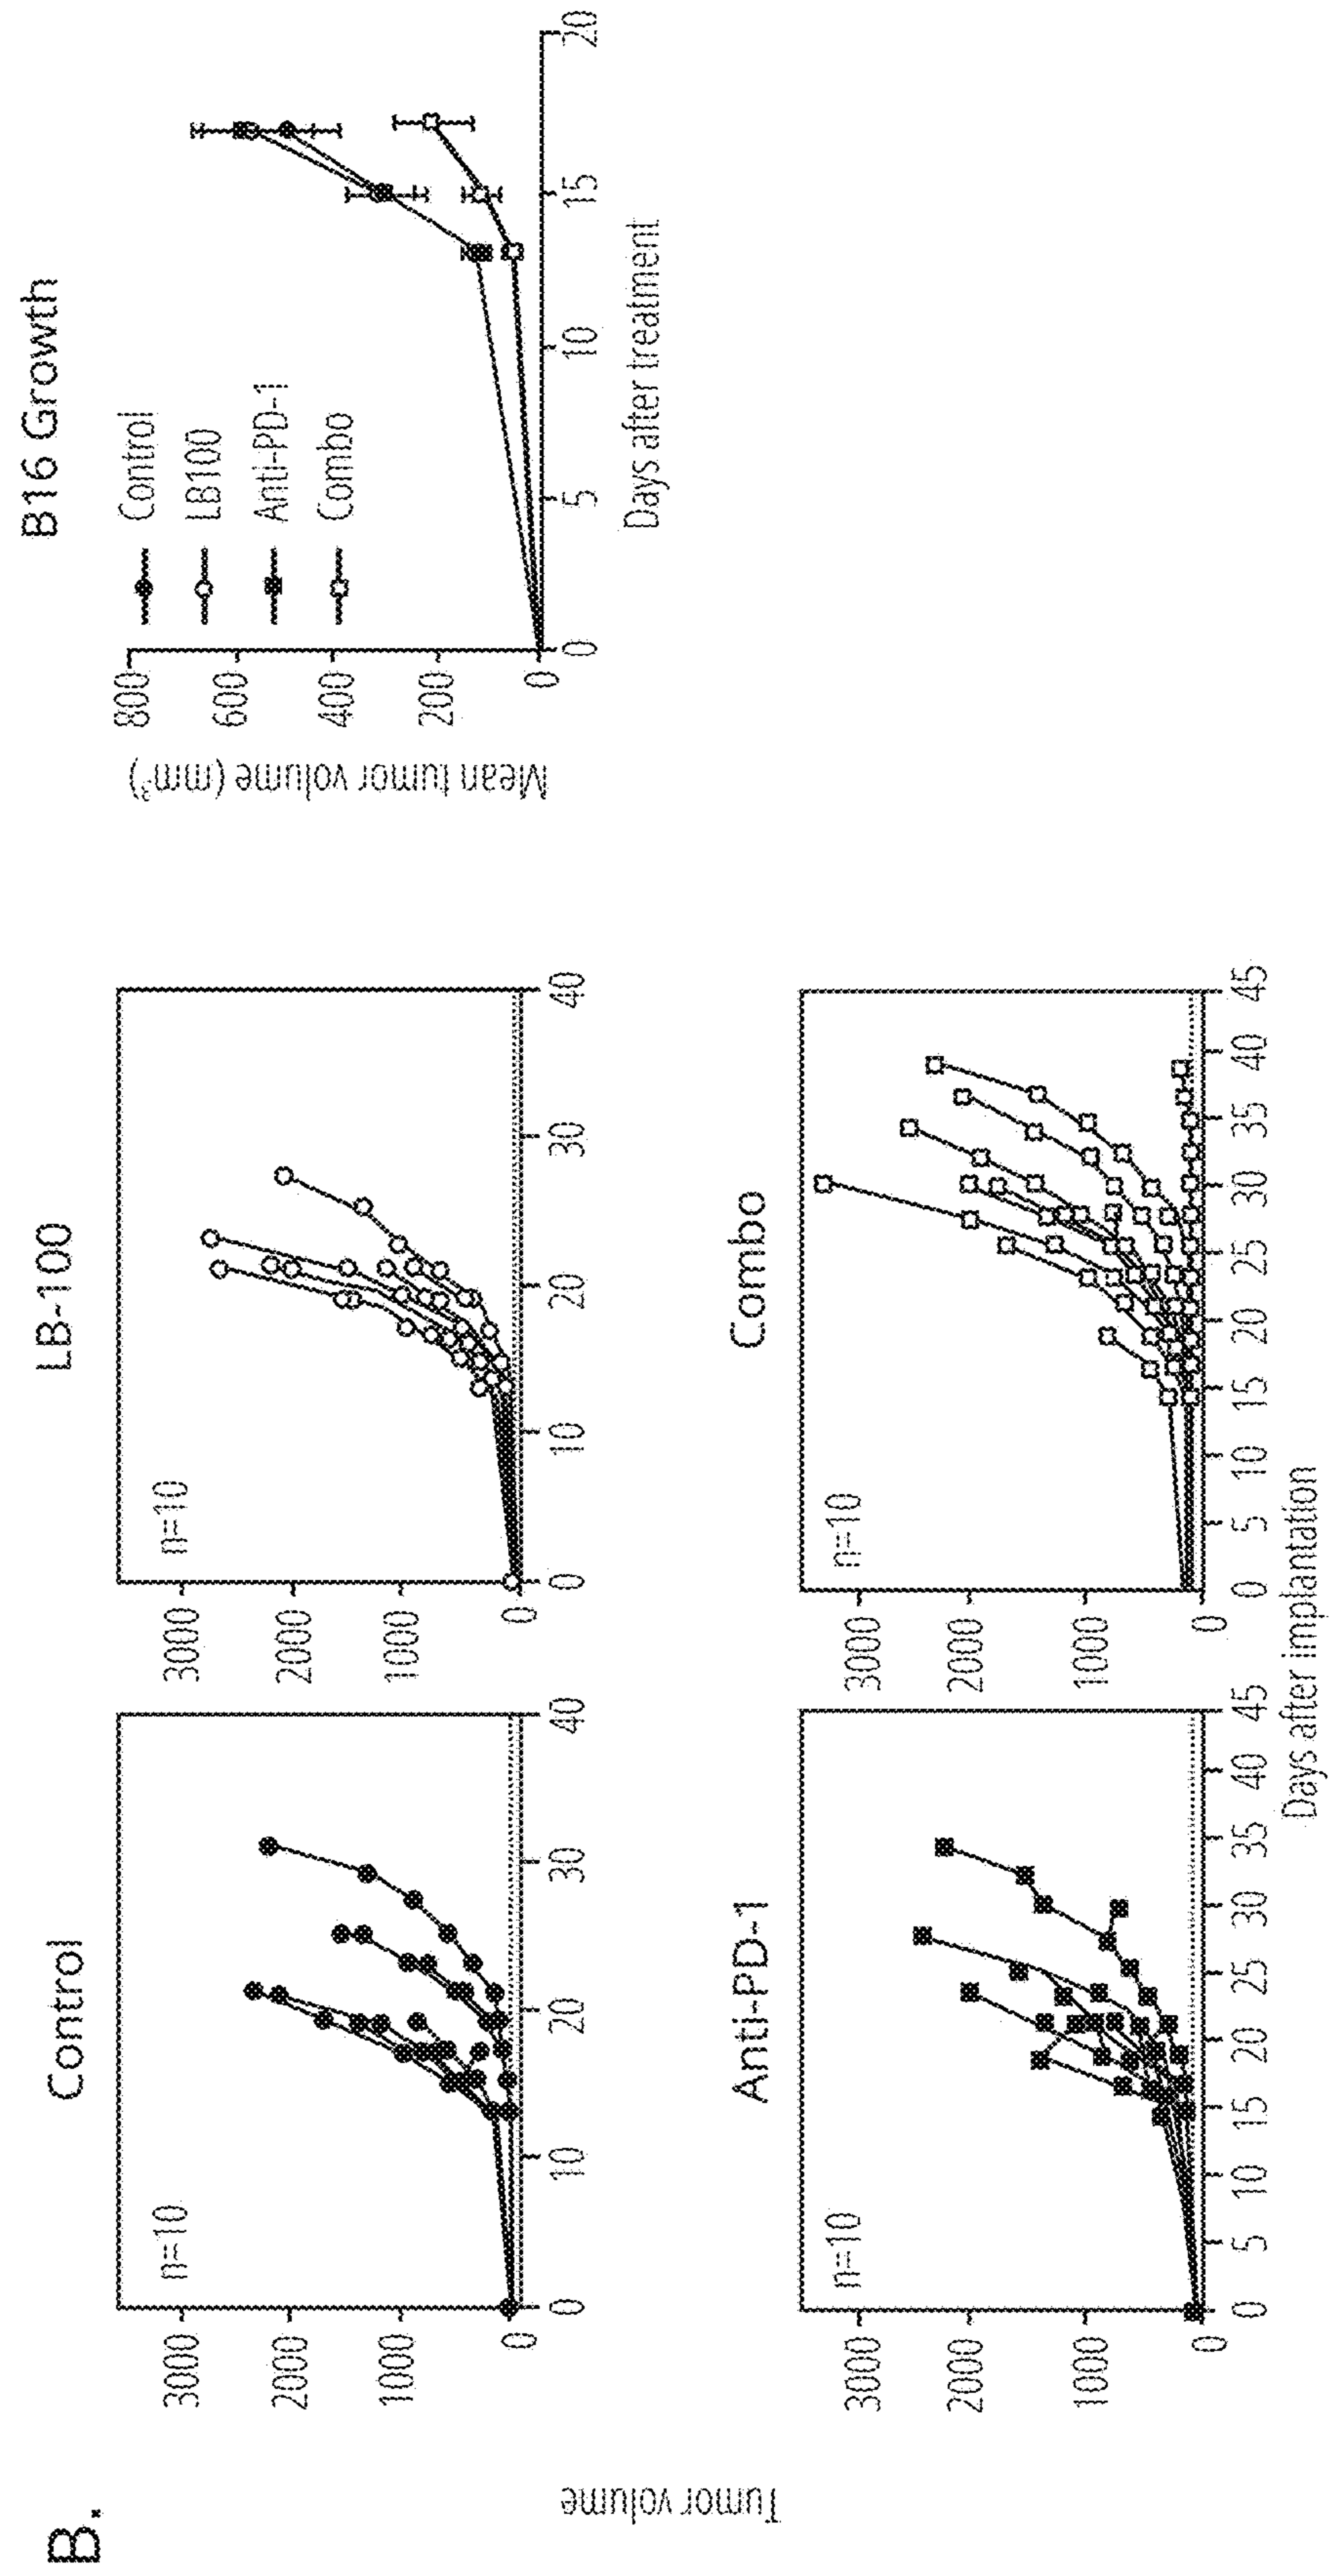 B.
Tumor volume
Control
n=10
3000
2000
1000
0
0 10 20 30 40
LB-100
n=10
3000
2000
1000
0
0 10 20 30 40
Anti-PD-1
n=10
3000
2000
1000
0
0 5 10 15 20 25 30 35 40 45
Combo
n=10
3000
2000
1000
0
0 5 10 15 20 25 30 35 40 45
Days after implantation
B16 Growth
Mean tumor volume (mm³)
800
600
400
200
0
Control
LB100
Anti-PD-1
Combo
0 5 10 15 20
Days after treatment